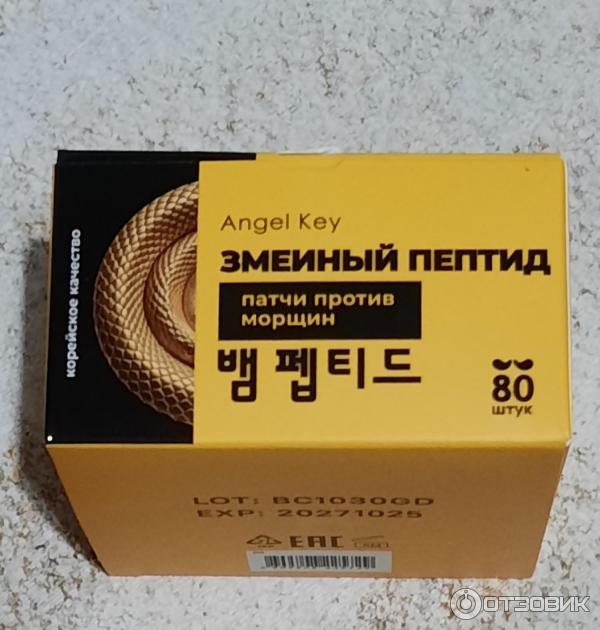 корейское качество
Angel Key
ЗМЕИНЫЙ ПЕПТИД
патчи против
морщин
뱀 펩티드
80
штук
LOT: BC1030GD
EXP: 20271025
EAC
ОТЗОВИК